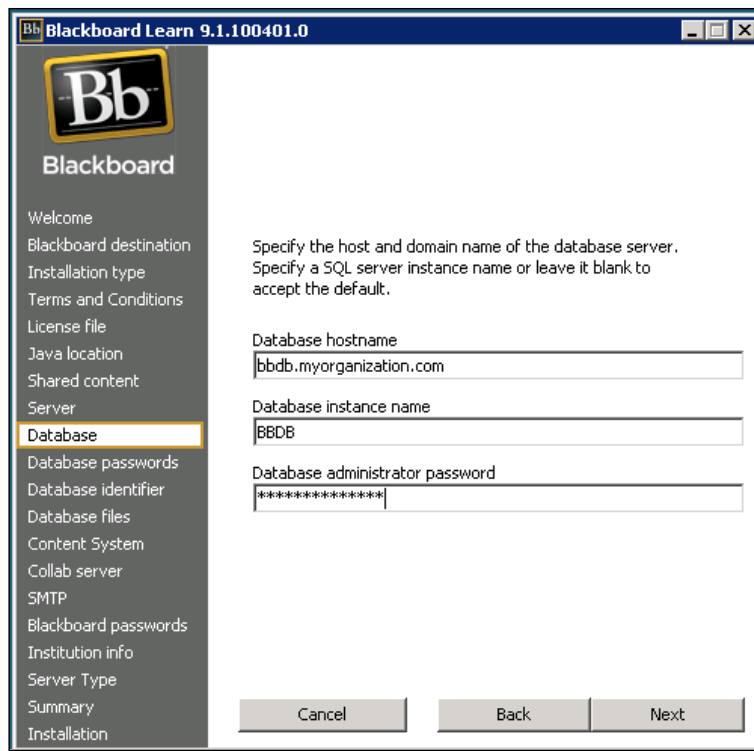 Bb Blackboard Learn 9.1.100401.0
Bb
Blackboard
Welcome
Blackboard destination
Installation type
Terms and Conditions
License file
Java location
Shared content
Server
Database
Database passwords
Database identifier
Database files
Content System
Collab server
SMTP
Blackboard passwords
Institution info
Server Type
Summary
Installation
Specify the host and domain name of the database server.
Specify a SQL server instance name or leave it blank to
accept the default.
Database hostname
bbdb.myorganization.com
Database instance name
BBDB
Database administrator password
**************
Cancel
Back
Next